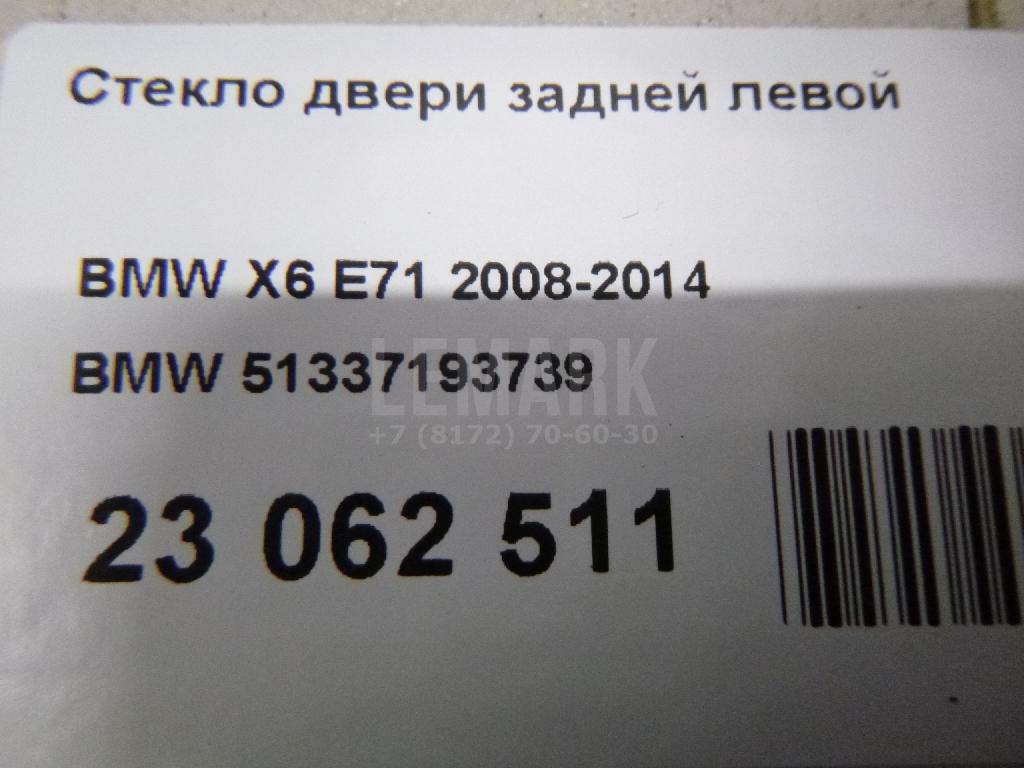 Стекло двери задней левой
BMW X6 E71 2008-2014
BMW 51337193739
LEMARK
+7 (8172) 70-60-30
23 062 511